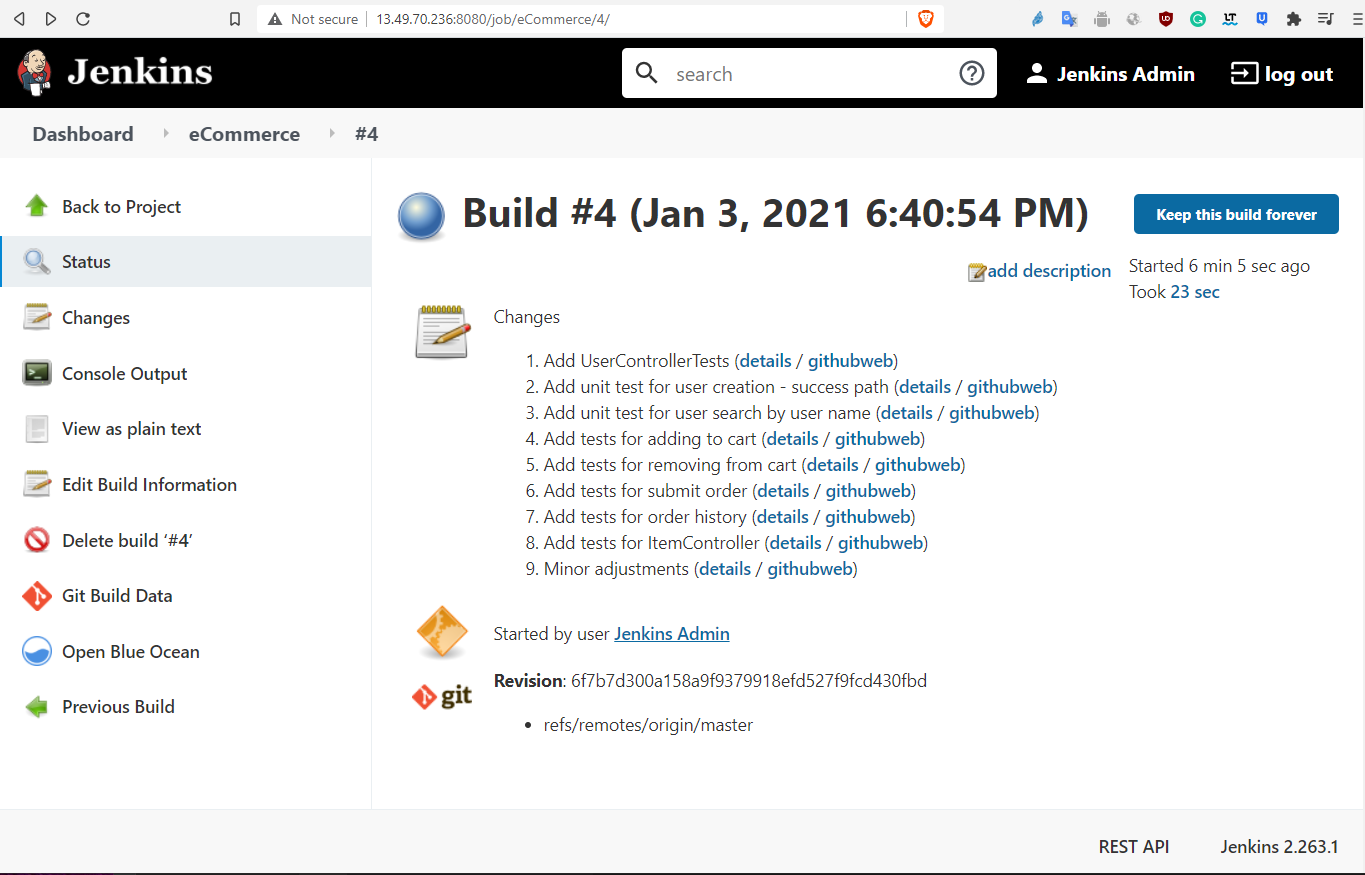 Not secure 13.49.70.236:8080/job/eCommerce/4/
Jenkins
search
Jenkins Admin
log out
Dashboard eCommerce #4
Back to Project
Status
Changes
Console Output
View as plain text
Edit Build Information
Delete build ‘#4’
Git Build Data
Open Blue Ocean
Previous Build
Build #4 (Jan 3, 2021 6:40:54 PM)
Keep this build forever
add description
Started 6 min 5 sec ago
Took 23 sec
Changes
1. Add UserControllerTests (details / githubweb)
2. Add unit test for user creation - success path (details / githubweb)
3. Add unit test for user search by user name (details / githubweb)
4. Add tests for adding to cart (details / githubweb)
5. Add tests for removing from cart (details / githubweb)
6. Add tests for submit order (details / githubweb)
7. Add tests for order history (details / githubweb)
8. Add tests for ItemController (details / githubweb)
9. Minor adjustments (details / githubweb)
Started by user Jenkins Admin
git
Revision: 6f7b7d300a158a9f9379918efd527f9fcd430fbd
• refs/remotes/origin/master
REST API
Jenkins 2.263.1